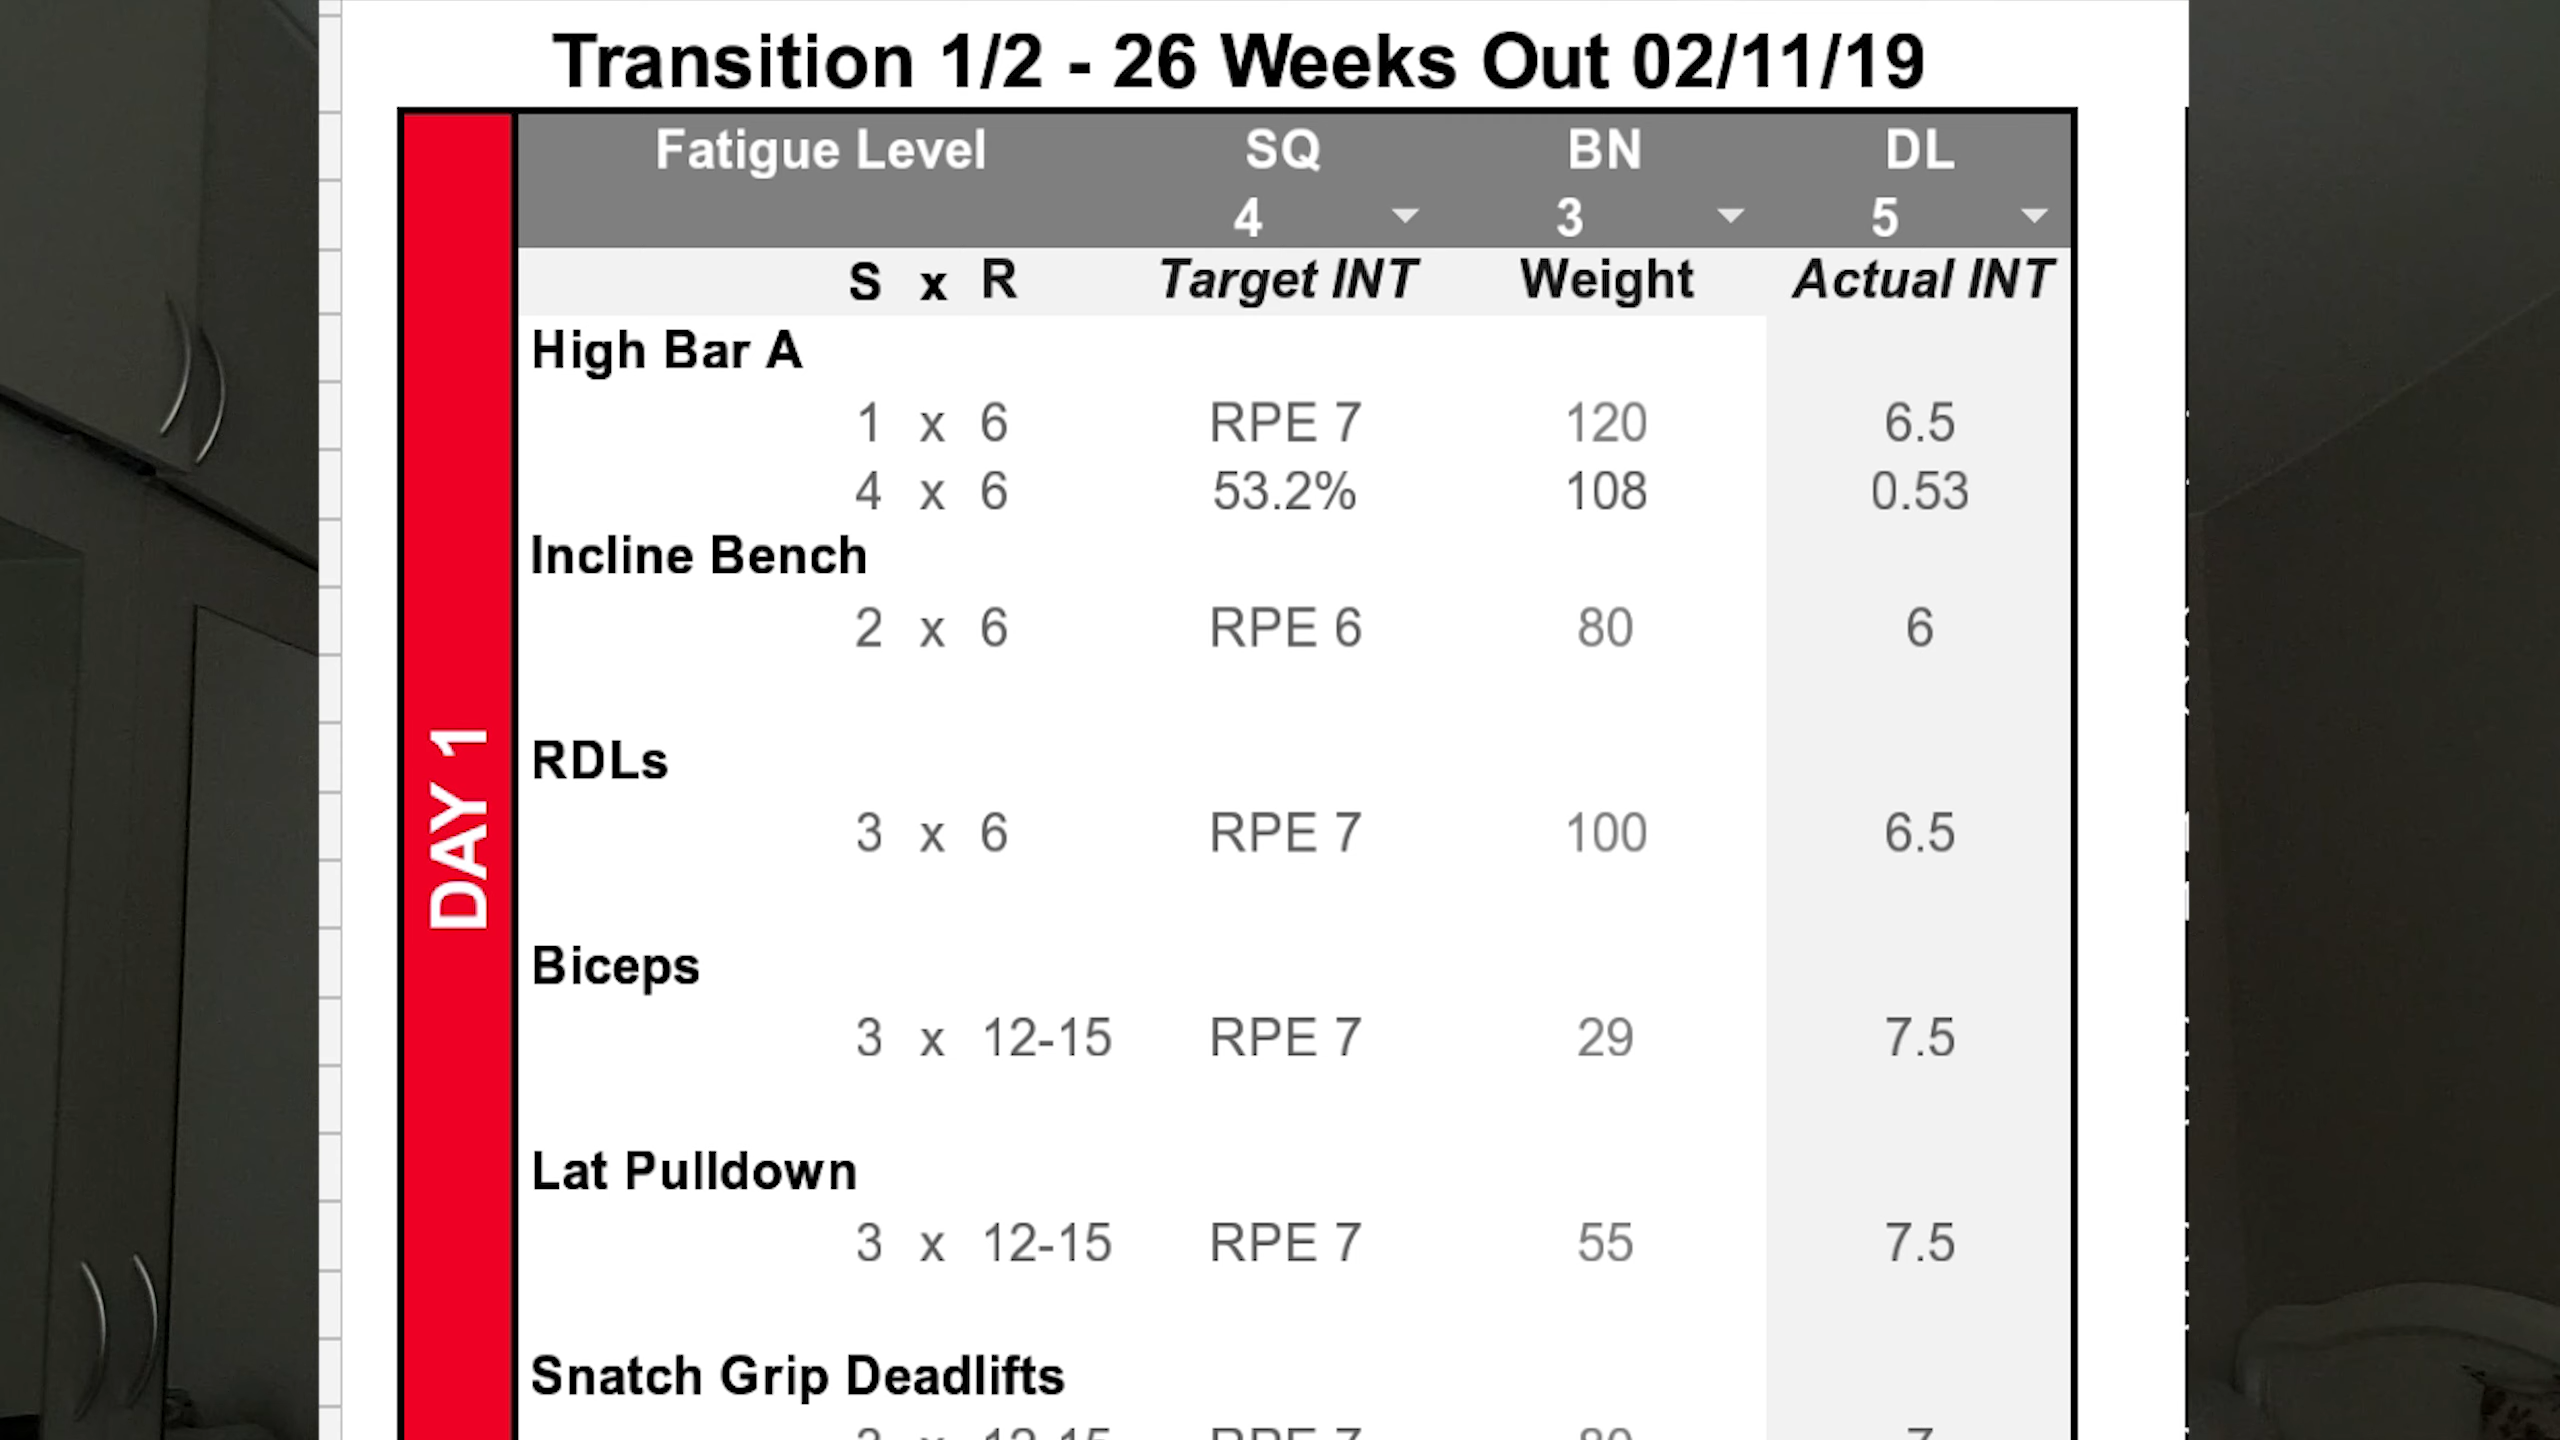 Transition 1/2 - 26 Weeks Out 02/11/19
Fatigue Level SQ BN DL
4 3 5
S x R Target INT Weight Actual INT
High Bar A
1 x 6 RPE 7 120 6.5
4 x 6 53.2% 108 0.53
Incline Bench
2 x 6 RPE 6 80 6
RDLs
3 x 6 RPE 7 100 6.5
DAY 1
Biceps
3 x 12-15 RPE 7 29 7.5
Lat Pulldown
3 x 12-15 RPE 7 55 7.5
Snatch Grip Deadlifts
x 12-15 RPE 7